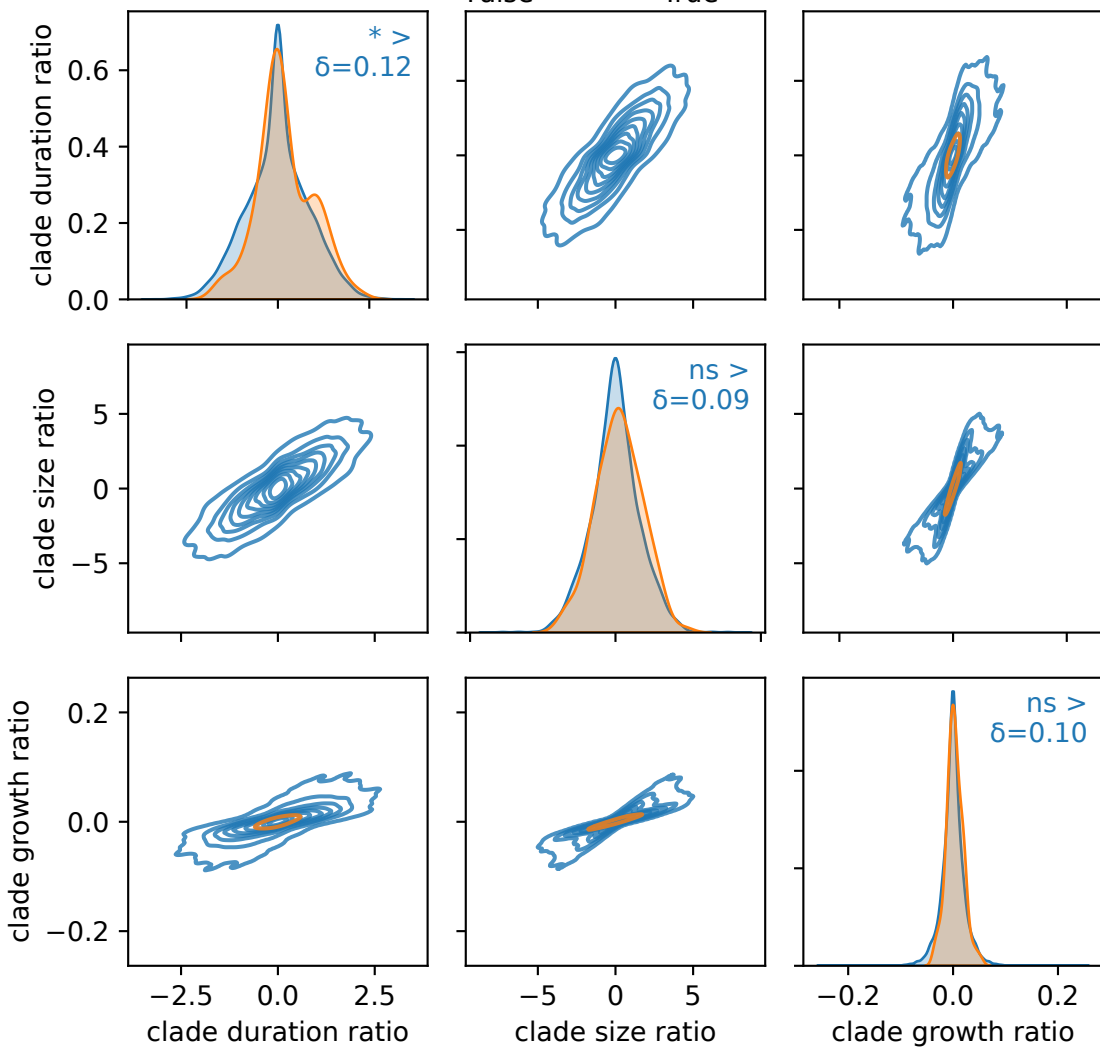 clade duration ratio
0.6
0.4
0.2
0.0
* >
δ=0.12
clade size ratio
5
0
−5
ns >
δ=0.09
clade growth ratio
0.2
0.0
−0.2
ns >
δ=0.10
−2.5 0.0 2.5
clade duration ratio
−5 0 5
clade size ratio
−0.2 0.0 0.2
clade growth ratio